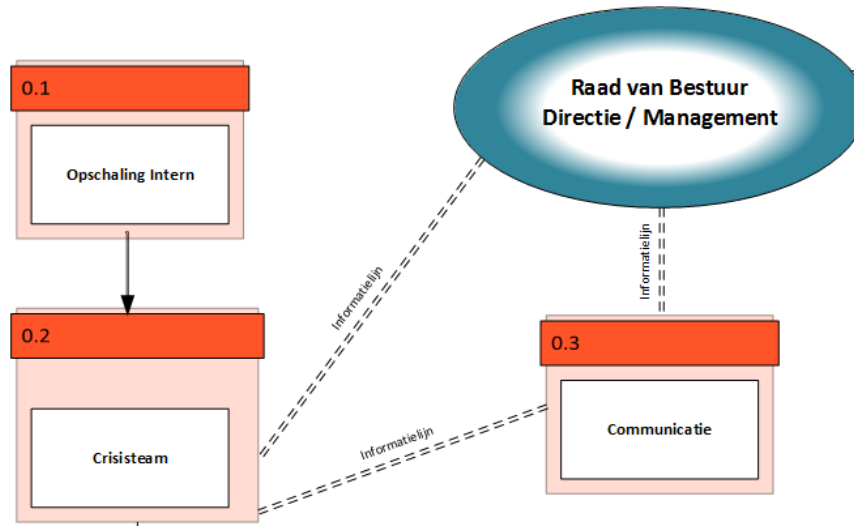 0.1
Opschaling Intern
Raad van Bestuur
Directie / Management
Informatielijn
Informatielijn
0.2
Crisisteam
Informatielijn
0.3
Communicatie